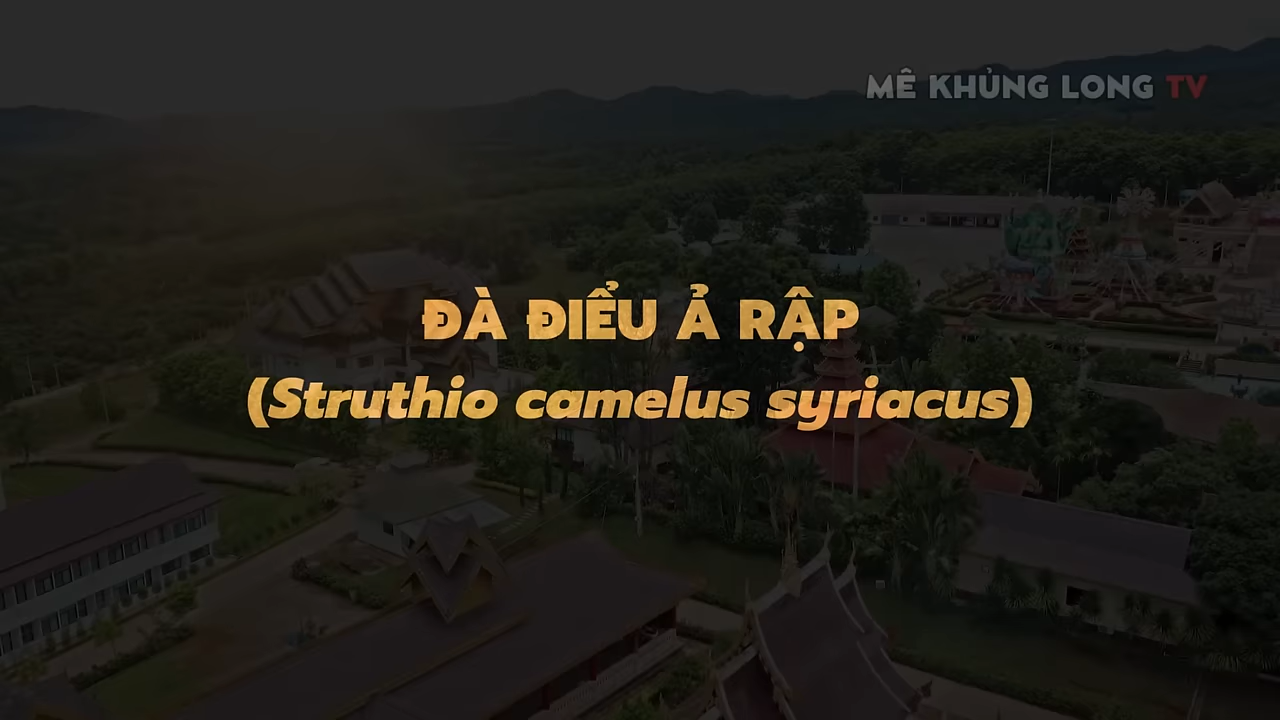 MÊ KHỦNG LONG TV
ĐÀ ĐIỂU Ả RẬP
(Struthio camelus syriacus)